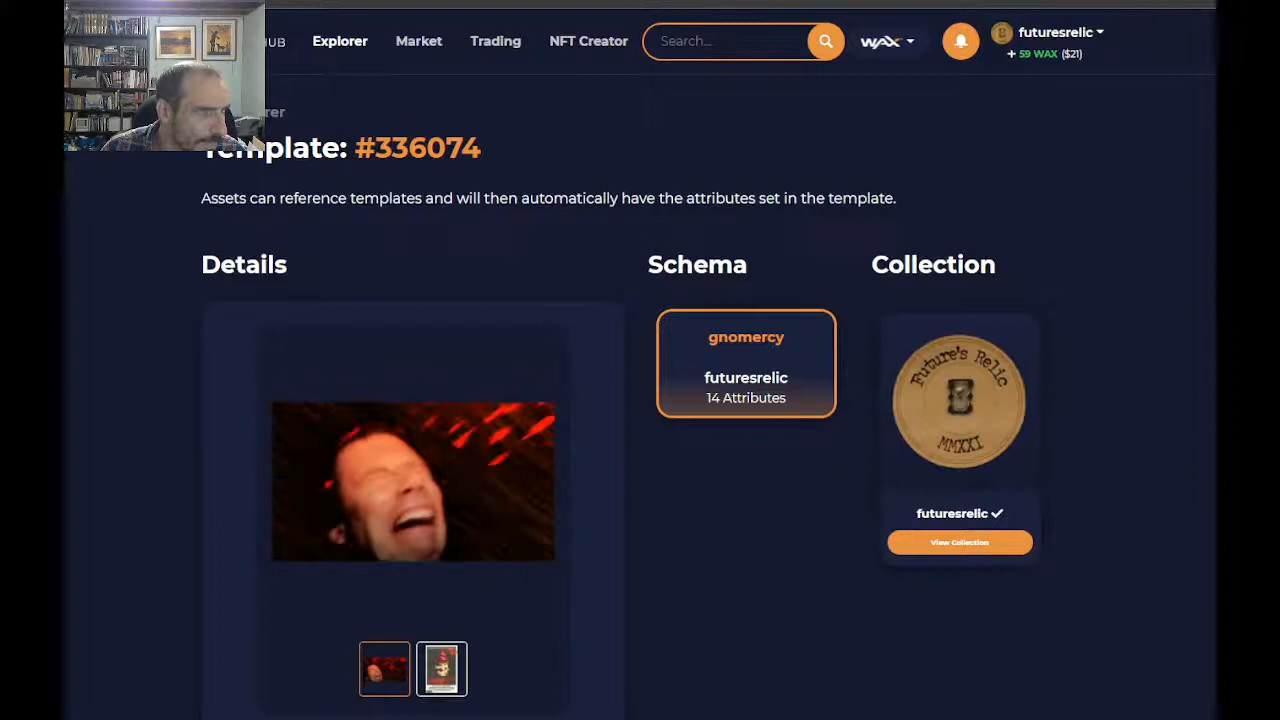 HUB
Explorer
Market
Trading
NFT Creator
Search...
WAX
futuresrelic
+ 59 WAX ($21)
Template: #336074
Assets can reference templates and will then automatically have the attributes set in the template.
Details
Schema
Collection
gnomercy
futuresrelic
14 Attributes
Future's Relic
MMXXI
futuresrelic
View Collection